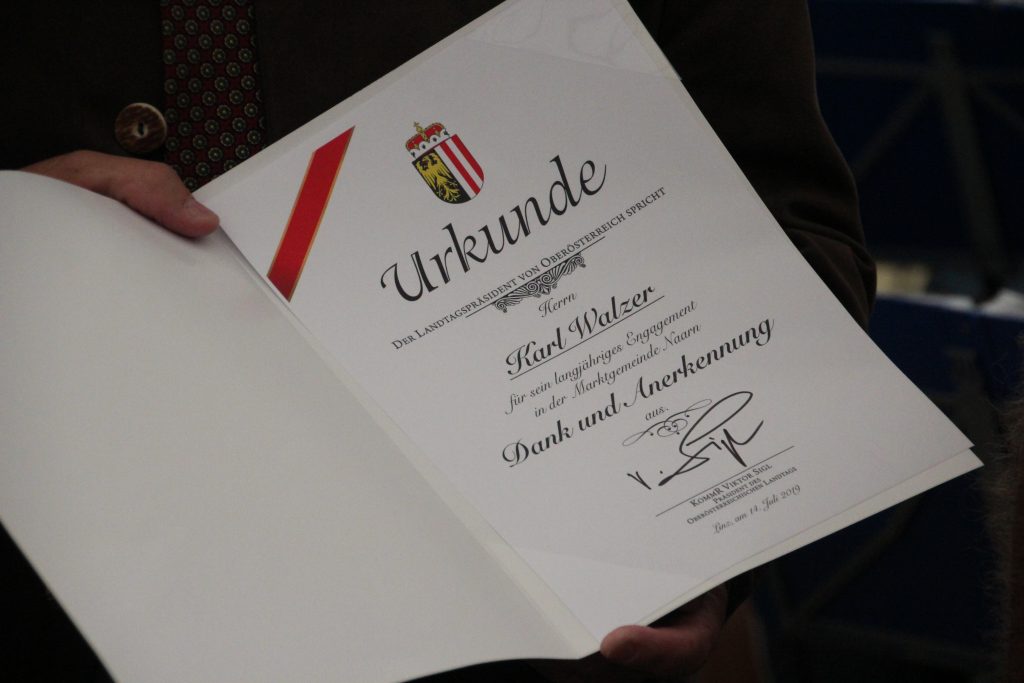 Urkunde
Der Landtagspräsident von Oberösterreich spricht
Herrn
Karl Walzer
für sein langjähriges Engagement
in der Marktgemeinde Naarn
Dank und Anerkennung
aus.
V. Sigl
KommR Viktor Sigl
Präsident des
Oberösterreichischen Landtags
Linz, am 14. Juli 2019